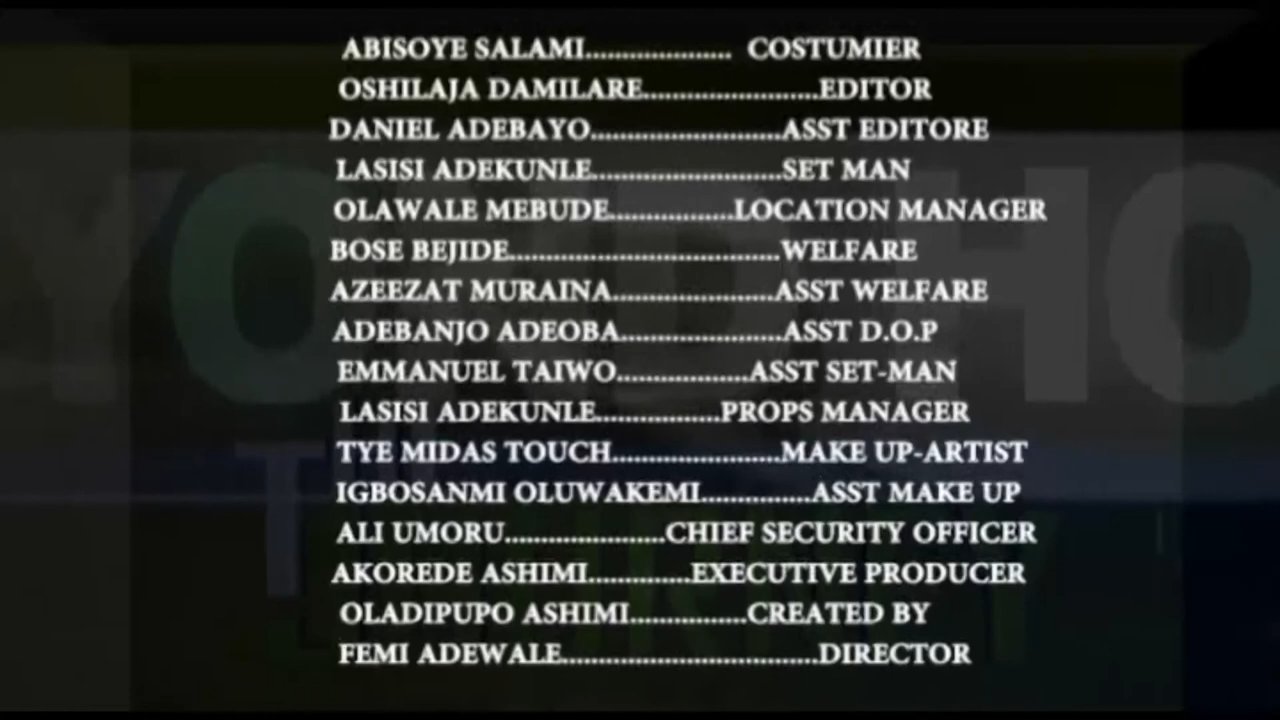 ABISOYE SALAMI.................... COSTUMIER
OSHILAJA DAMILARE........................EDITOR
DANIEL ADEBAYO..........................ASST EDITORE
LASISI ADEKUNLE..........................SET MAN
OLAWALE MEBUDE.................LOCATION MANAGER
BOSE BEJIDE.....................................WELFARE
AZEEZAT MURAINA......................ASST WELFARE
ADEBANJO ADEOBA......................ASST D.O.P
EMMANUEL TAIWO..................ASST SET-MAN
LASISI ADEKUNLE.................PROPS MANAGER
TYE MIDAS TOUCH.......................MAKE UP-ARTIST
IGBOSANMI OLUWAKEMI...............ASST MAKE UP
ALI UMORU......................CHIEF SECURITY OFFICER
AKOREDE ASHIMI..............EXECUTIVE PRODUCER
OLADIPUPO ASHIMI................CREATED BY
FEMI ADEWALE...................................DIRECTOR